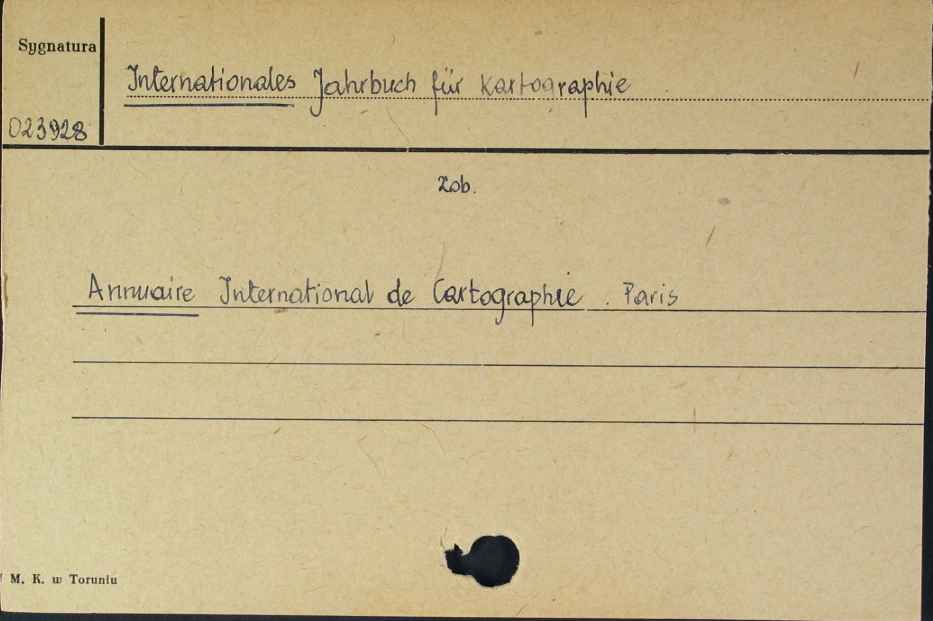 Sygnatura
Internationales Jahrbuch für Kartographie
023928
Zob.
Annuaire International de Cartographie. Paris
M. K. w Toruniu